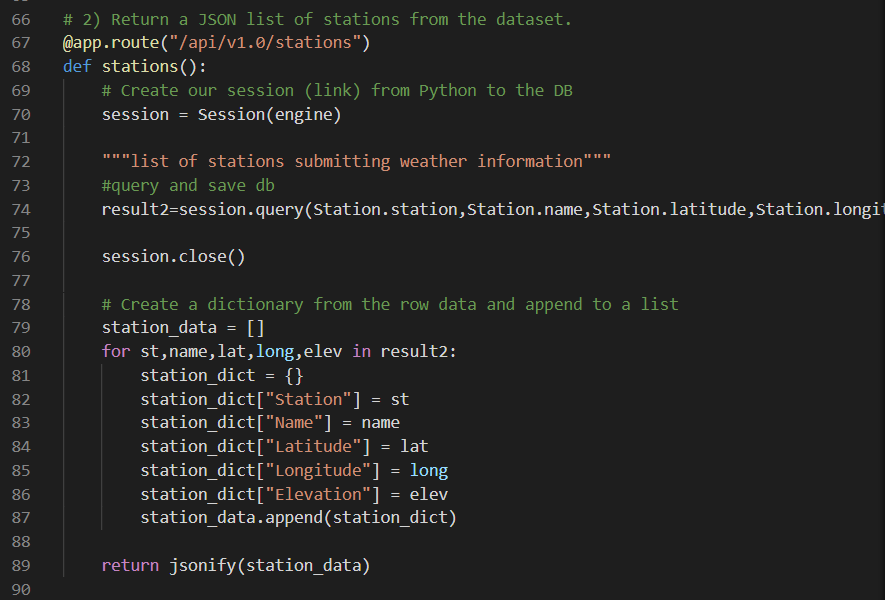 66 # 2) Return a JSON list of stations from the dataset.
67 @app.route("/api/v1.0/stations")
68 def stations():
69 # Create our session (link) from Python to the DB
70 session = Session(engine)
71
72 """list of stations submitting weather information"""
73 #query and save db
74 result2=session.query(Station.station,Station.name,Station.latitude,Station.longit
75
76 session.close()
77
78 # Create a dictionary from the row data and append to a list
79 station_data = []
80 for st,name,lat,long,elev in result2:
81 station_dict = {}
82 station_dict["Station"] = st
83 station_dict["Name"] = name
84 station_dict["Latitude"] = lat
85 station_dict["Longitude"] = long
86 station_dict["Elevation"] = elev
87 station_data.append(station_dict)
88
89 return jsonify(station_data)
90